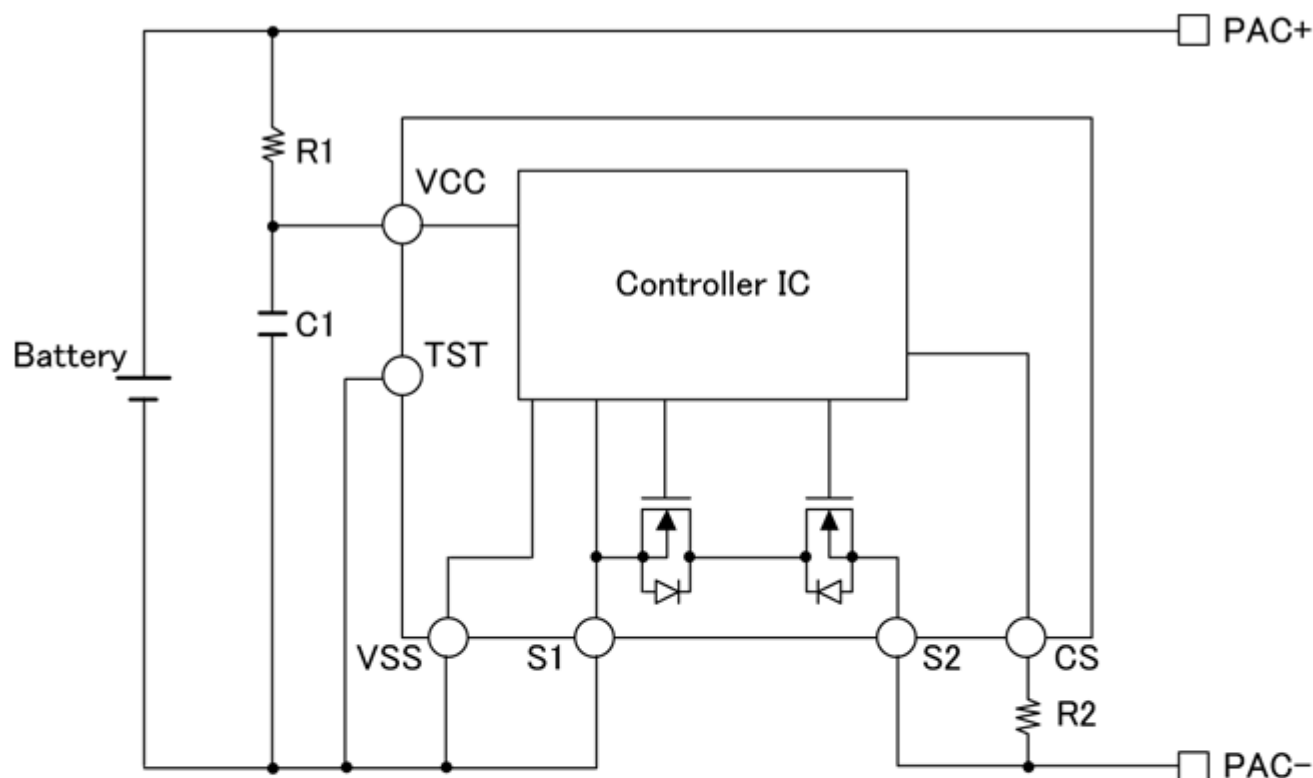 PAC+
R1
VCC
Controller IC
C1
Battery
TST
VSS
S1
S2
CS
R2
PAC-